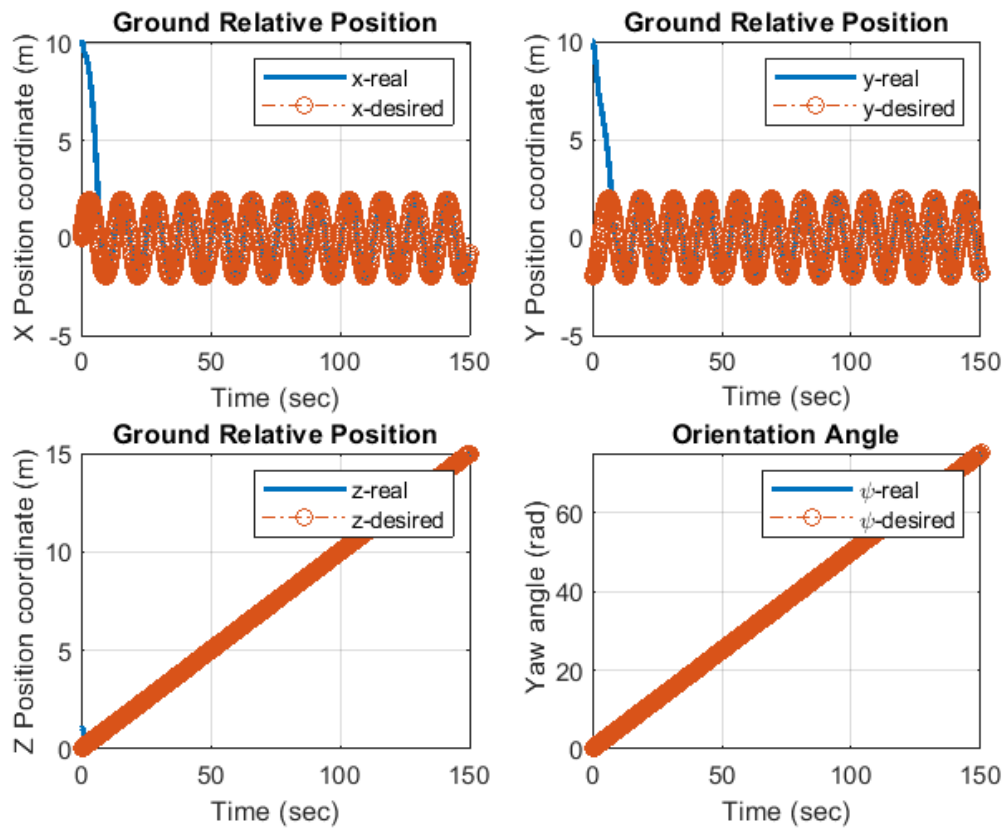 Ground Relative Position
X Position coordinate (m)
10
5
0
-5
x-real
x-desired
0
50
100
150
Time (sec)
Ground Relative Position
Y Position coordinate (m)
10
5
0
-5
y-real
y-desired
0
50
100
150
Time (sec)
Ground Relative Position
Z Position coordinate (m)
15
10
5
0
z-real
z-desired
0
50
100
150
Time (sec)
Orientation Angle
Yaw angle (rad)
60
40
20
0
ψ-real
ψ-desired
0
50
100
150
Time (sec)